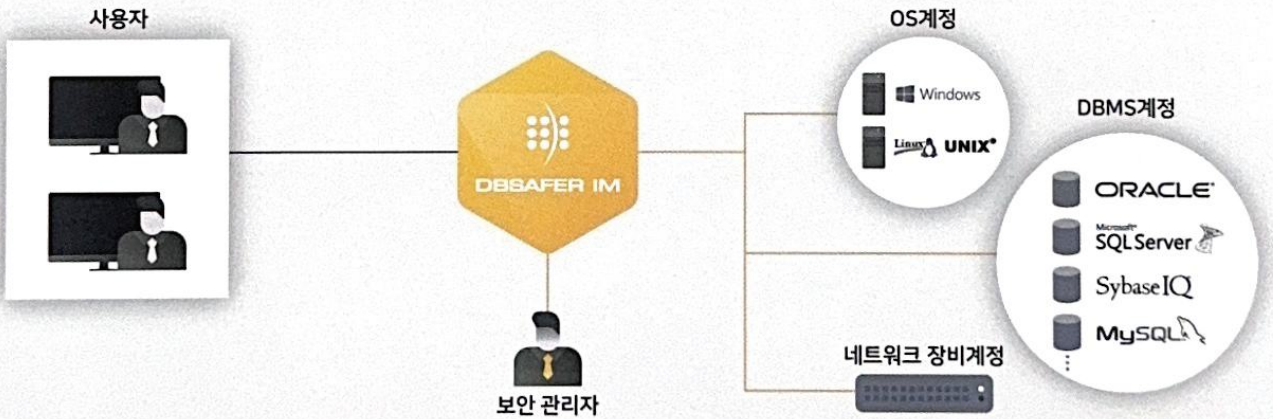 사용자
OS계정
Windows
Linux UNIX®
DBMS계정
DBSAFER IM
ORACLE®
Microsoft®
SQL Server
Sybase IQ
MySQL
네트워크 장비계정
보안 관리자